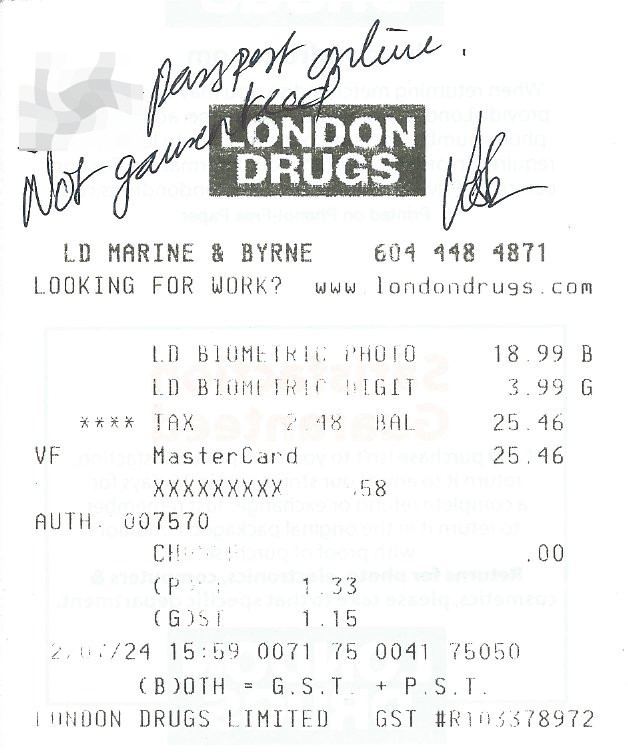 passport online.
Not
LONDON
DRUGS
LD MARINE & BYRNE 604 448 4871
LOOKING FOR WORK? www.londondrugs.com
LD BIOMETRIC PHOTO 18.99 B
LD BIOMETRIC DIGIT 3.99 G
**** TAX 2.48 BAL 25.46
VF MasterCard 25.46
XXXXXXXXX 58
AUTH: 007570
.00
1.33
(G)ST 1.15
/24 15:59 0071 75 0041 75050
(B)OTH = G.S.T. + P.S.T.
LONDON DRUGS LIMITED GST #R103378972